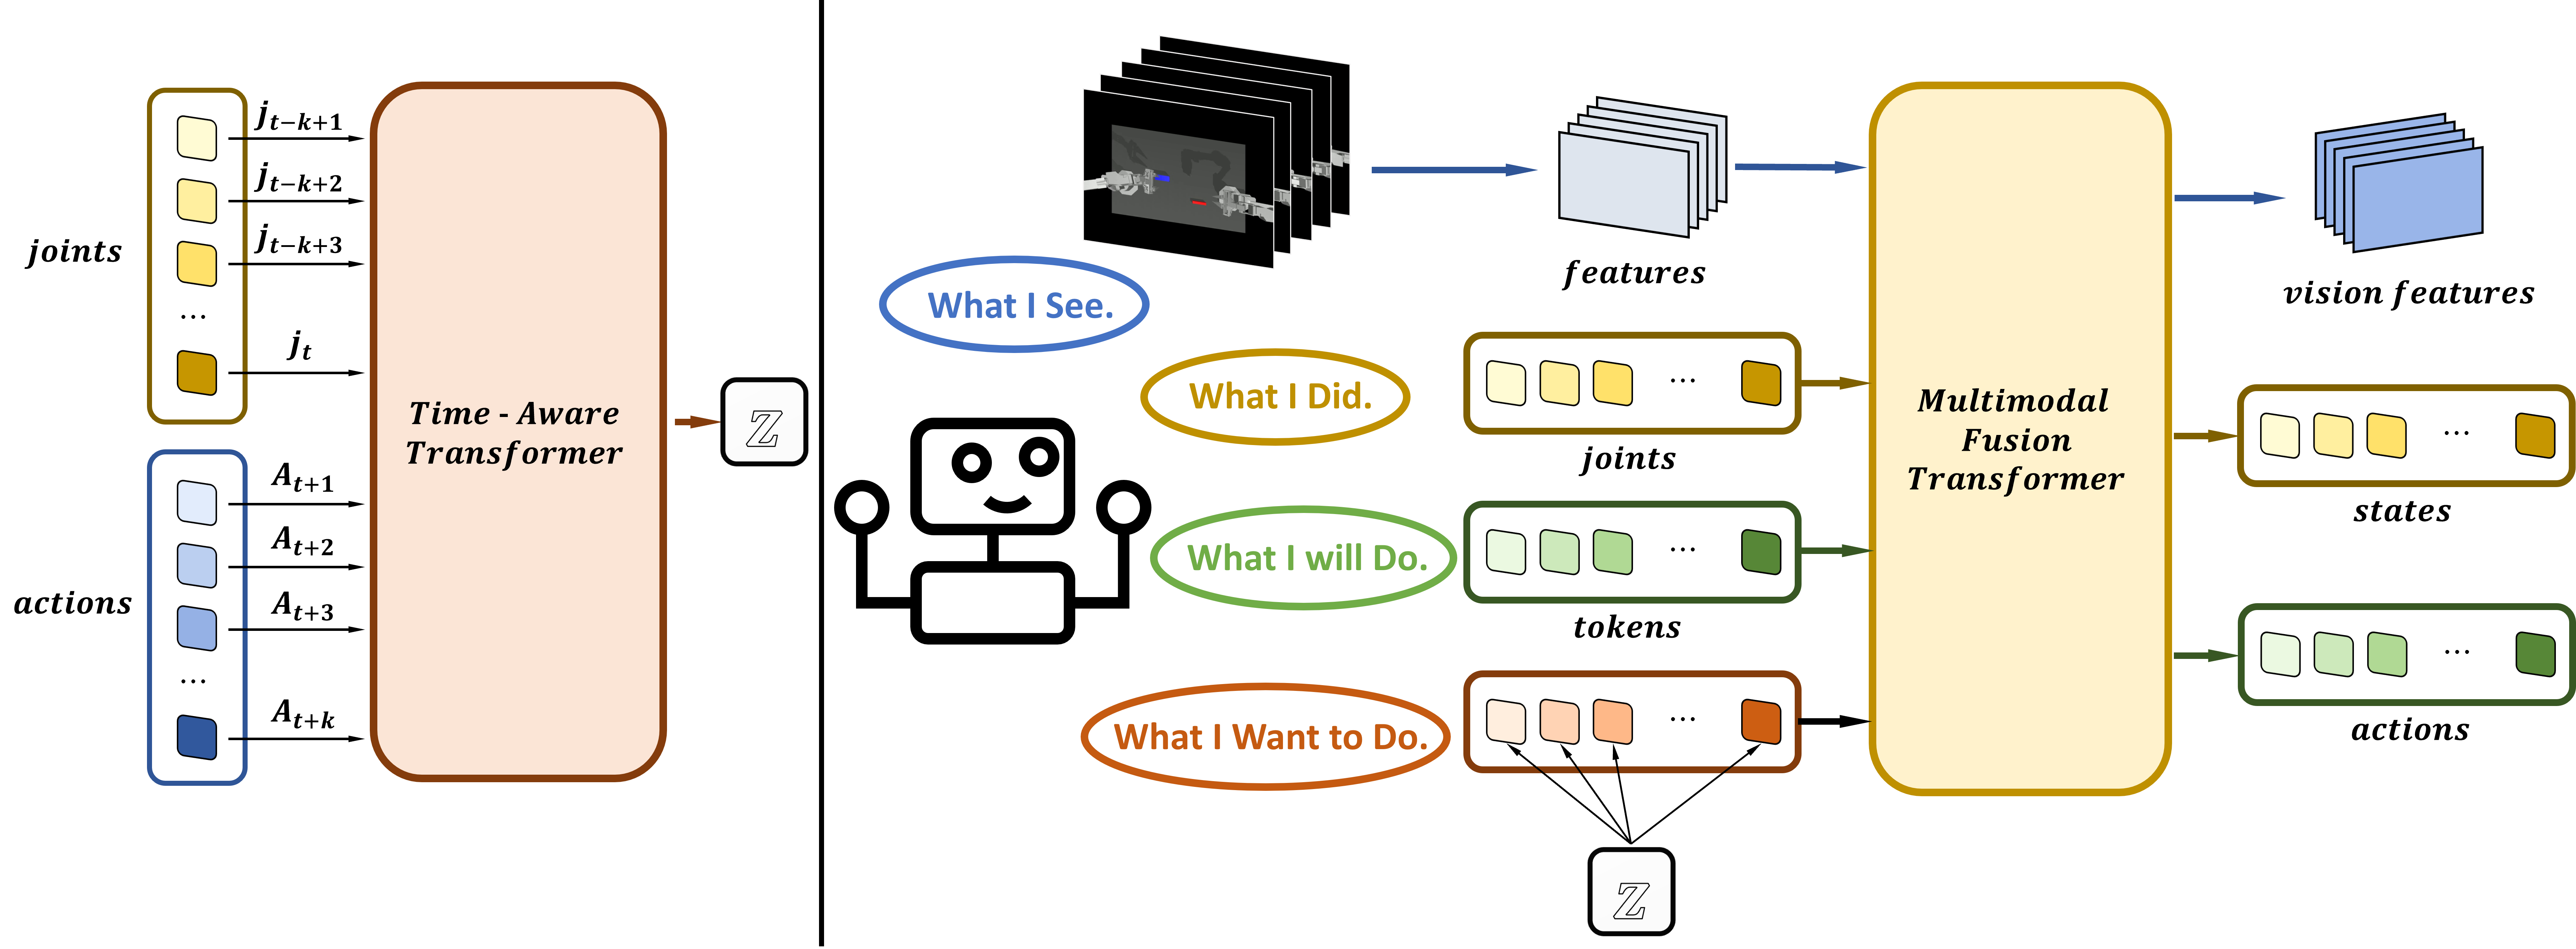 joints
j_{t-k+1}
j_{t-k+2}
j_{t-k+3}
...
j_t
actions
A_{t+1}
A_{t+2}
A_{t+3}
...
A_{t+k}
Time - Aware
Transformer
Z
What I See.
What I Did.
What I will Do.
What I Want to Do.
features
...
joints
...
tokens
...
Z
Multimodal
Fusion
Transformer
vision features
...
states
...
actions